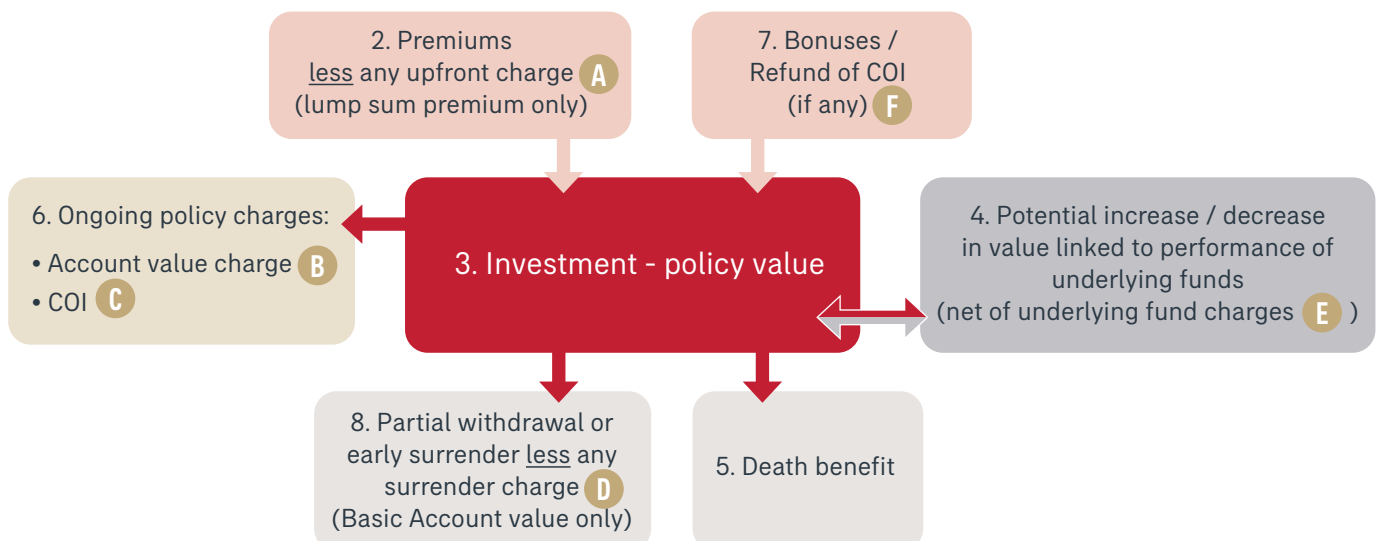 2. Premiums
less any upfront charge A
(lump sum premium only)
7. Bonuses /
Refund of COI
(if any) F
6. Ongoing policy charges:
• Account value charge B
• COI C
3. Investment - policy value
4. Potential increase / decrease
in value linked to performance of
underlying funds
(net of underlying fund charges E )
8. Partial withdrawal or
early surrender less any
surrender charge D
(Basic Account value only)
5. Death benefit